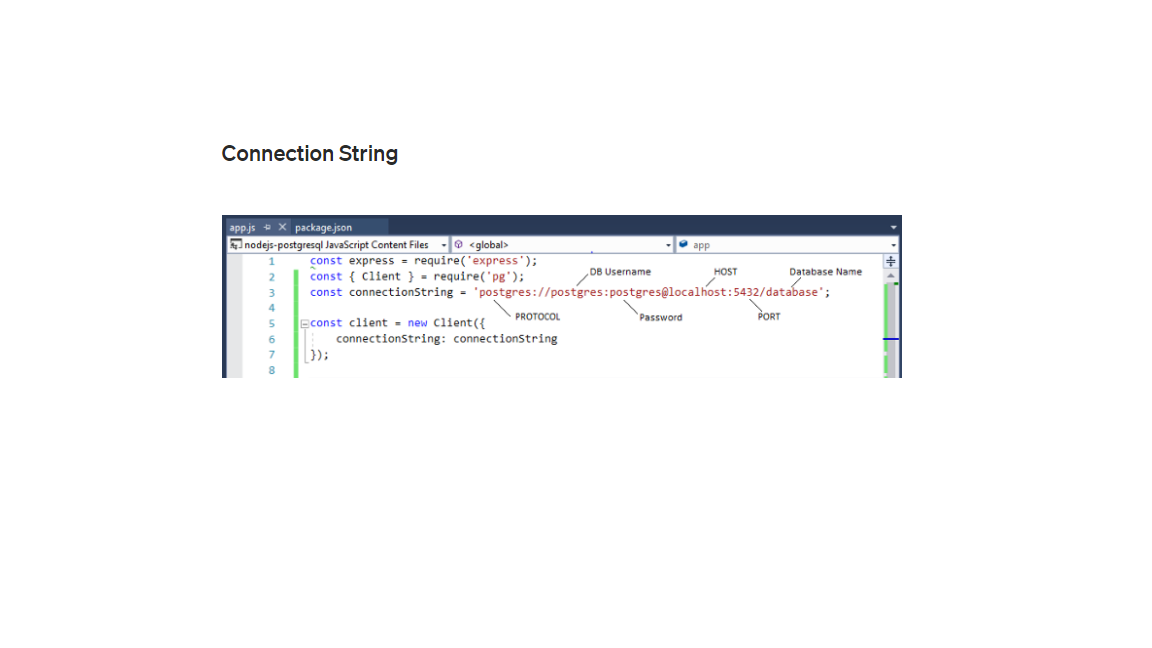 Connection String
app.js package.json
nodejs-postgresql JavaScript Content Files <global> app
1 const express = require('express');
2 const { Client } = require('pg');
DB Username HOST Database Name
3 const connectionString = 'postgres://postgres:postgres@localhost:5432/database';
4
PROTOCOL Password PORT
5 const client = new Client({
6 connectionString: connectionString
7 });
8